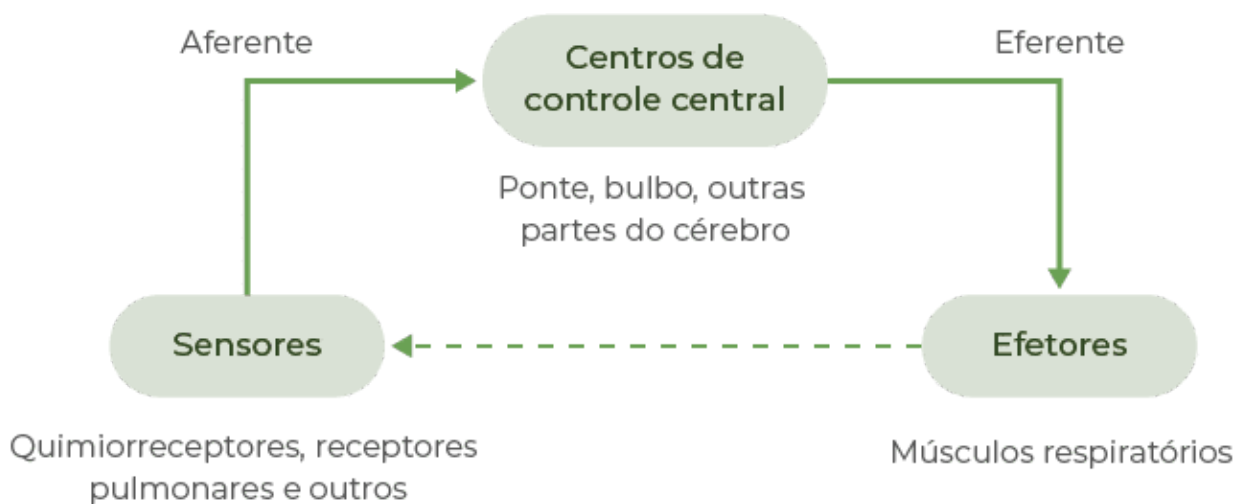 Aferente
Centros de
controle central
Eferente
Ponte, bulbo, outras
partes do cérebro
Sensores
Efetores
Quimiorreceptores, receptores
pulmonares e outros
Músculos respiratórios